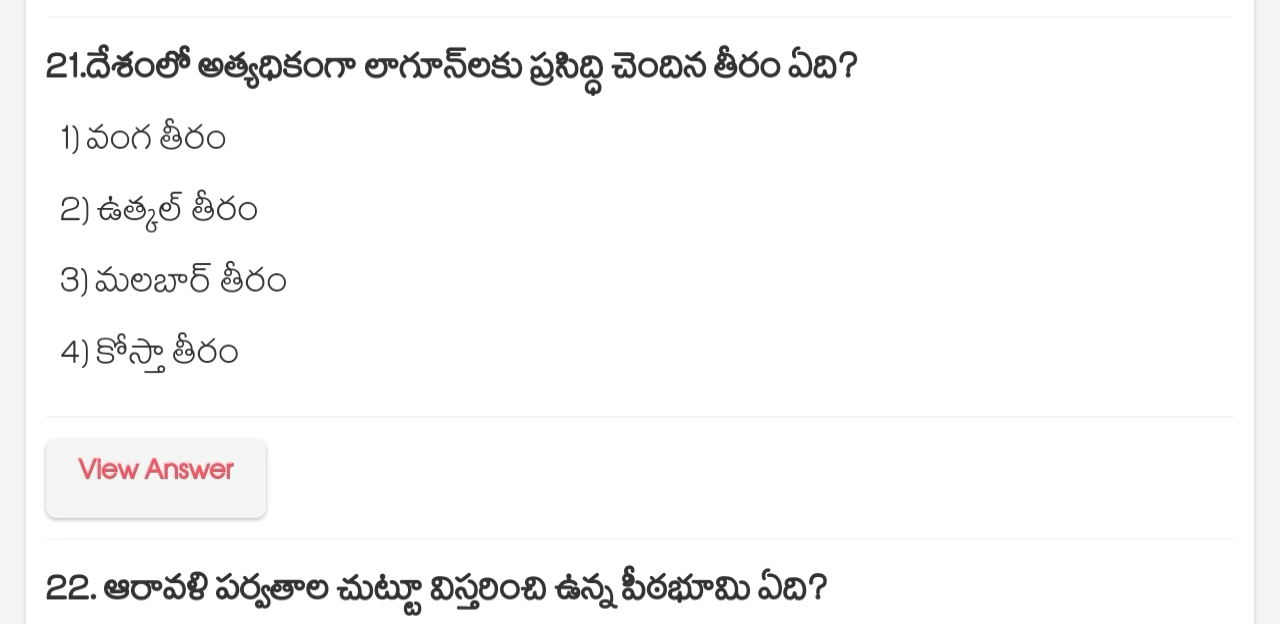 21.దేశంలో అత్యధికంగా లాగూన్‌లకు ప్రసిద్ధి చెందిన తీరం ఏది?
1) వంగ తీరం
2) ఉత్కల్ తీరం
3) మలబార్ తీరం
4) కోస్తా తీరం
View Answer
22. ఆరావళి పర్వతాల చుట్టూ విస్తరించి ఉన్న పీఠభూమి ఏది?